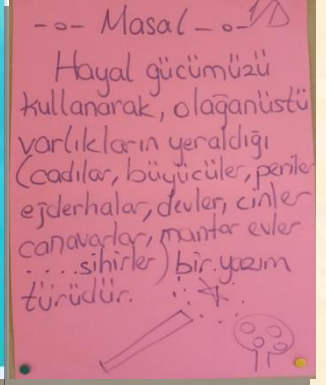 -o- Masal -o-
Hayal gücümüzü
kullanarak, olağanüstü
varlıkların yeraldığı
(cadılar, büyücüler, periler
ejderhalar, devler, cinler
canavarlar, mantar evler
.....sihirler) bir yazım
türüdür.